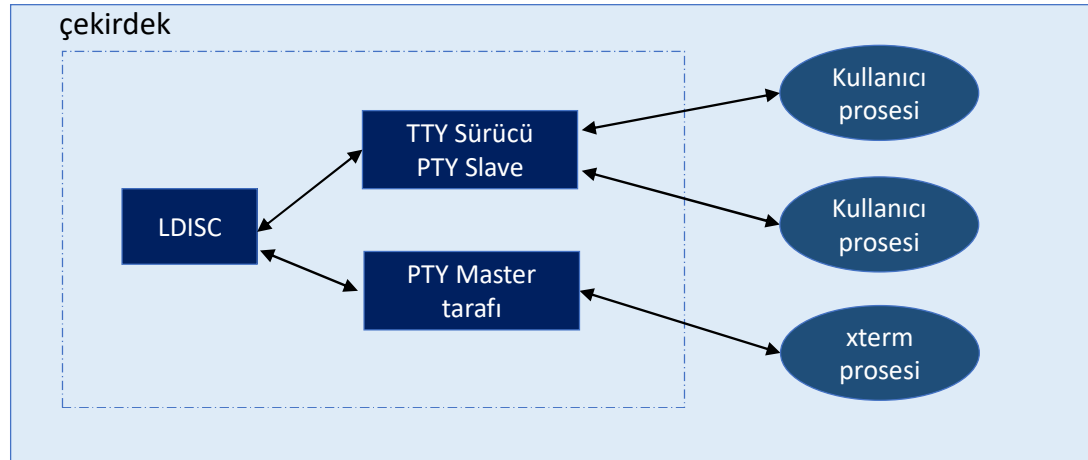 çekirdek
Kullanıcı
prosesi
TTY Sürücü
PTY Slave
LDISC
Kullanıcı
prosesi
PTY Master
tarafı
xterm
prosesi